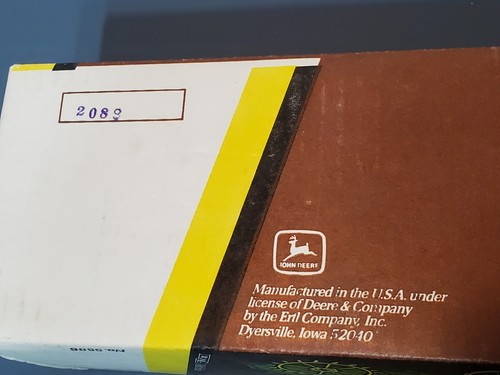 2089
JOHN DEERE
Manufactured in the U.S.A. under
license of Deere & Company
by the Ertl Company, Inc.
Dyersville, Iowa 52040